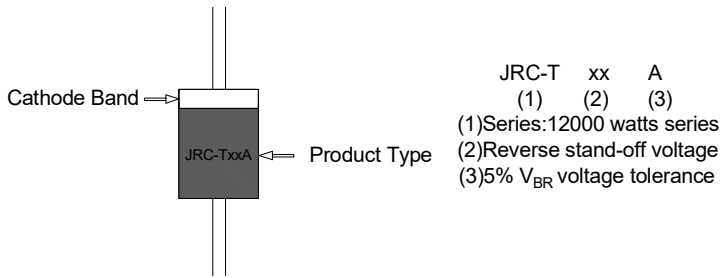 Cathode Band
JRC-TxxA
Product Type
JRC-T xx A
(1) (2) (3)
(1)Series:12000 watts series
(2)Reverse stand-off voltage
(3)5% VBR voltage tolerance